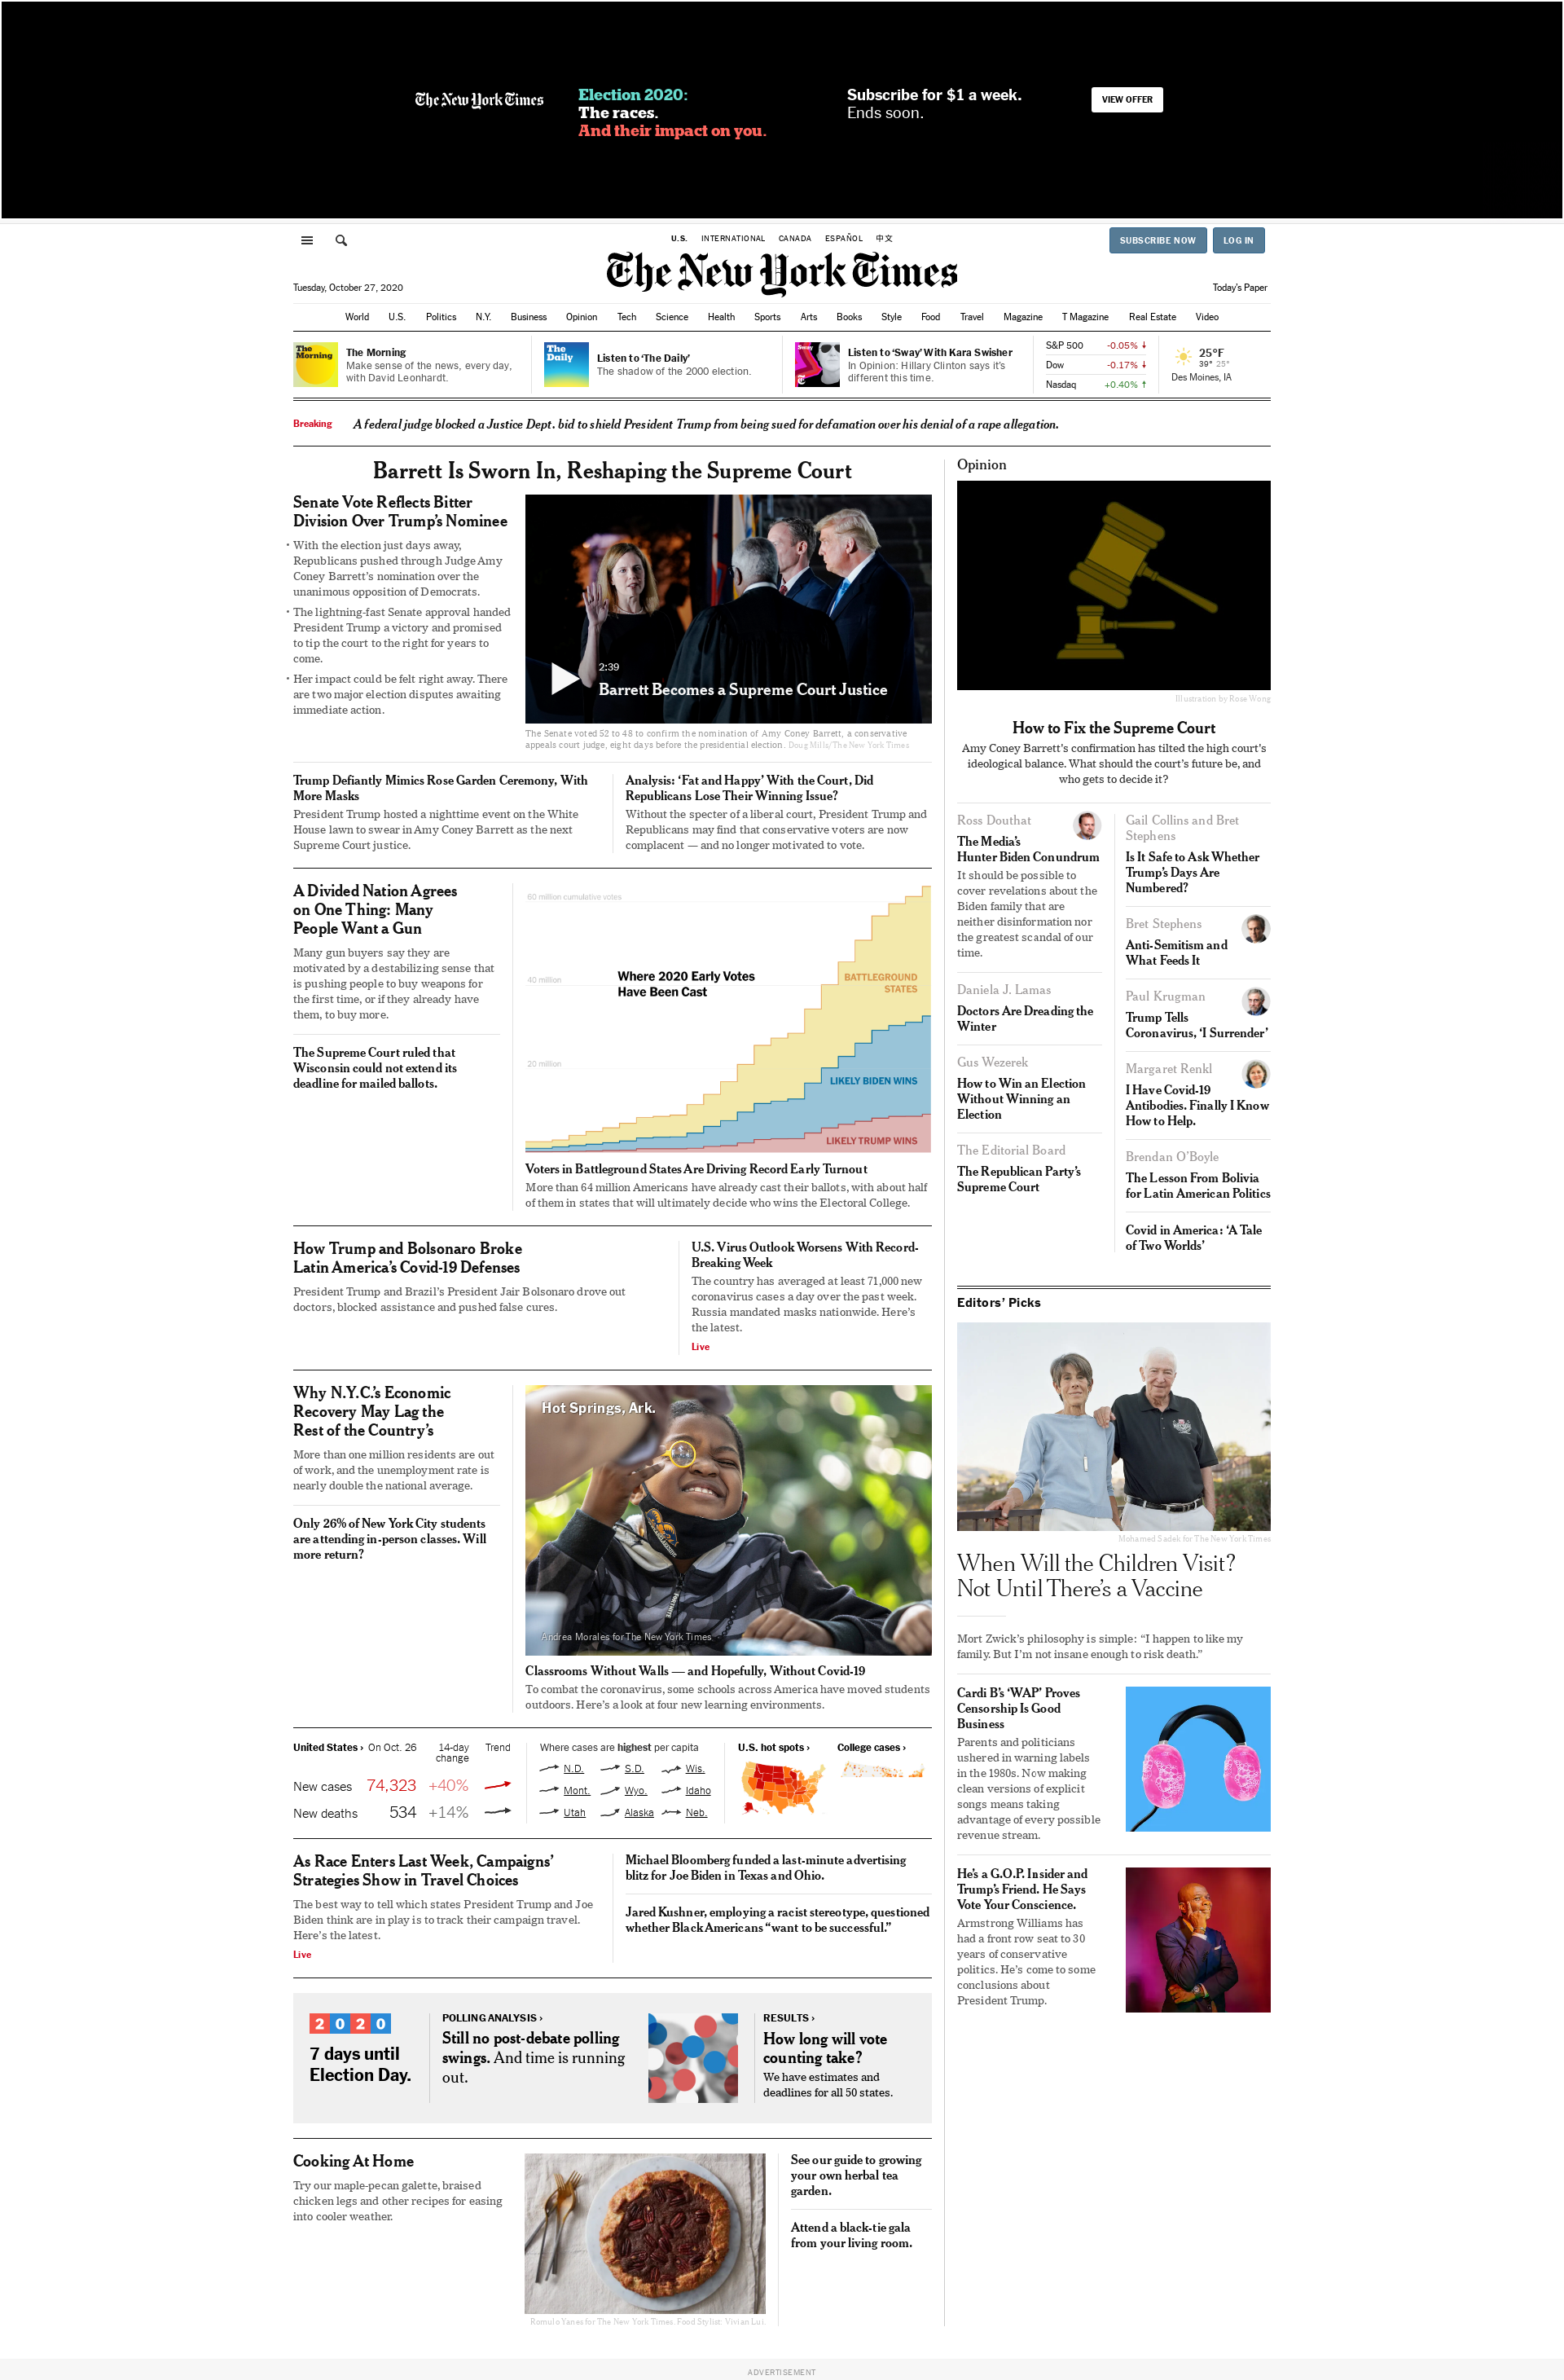 The New York Times
Election 2020:
The races.
And their impact on you.
Subscribe for $1 a week.
Ends soon.
VIEW OFFER
U.S. INTERNATIONAL CANADA ESPAÑOL 中文
SUBSCRIBE NOW LOG IN
The New York Times
Tuesday, October 27, 2020
Today's Paper
World U.S. Politics N.Y. Business Opinion Tech Science Health Sports Arts Books Style Food Travel Magazine T Magazine Real Estate Video
The Morning
The Morning
Make sense of the news, every day,
with David Leonhardt.
The Daily
Listen to ‘The Daily’
The shadow of the 2000 election.
Sway
Listen to ‘Sway’ With Kara Swisher
In Opinion: Hillary Clinton says it's
different this time.
S&P 500 -0.05%
Dow -0.17%
Nasdaq +0.40%
25°F
39° 25°
Des Moines, IA
Breaking
A federal judge blocked a Justice Dept. bid to shield President Trump from being sued for defamation over his denial of a rape allegation.
Barrett Is Sworn In, Reshaping the Supreme Court
Senate Vote Reflects Bitter
Division Over Trump’s Nominee
• With the election just days away,
Republicans pushed through Judge Amy
Coney Barrett’s nomination over the
unanimous opposition of Democrats.
• The lightning-fast Senate approval handed
President Trump a victory and promised
to tip the court to the right for years to
come.
• Her impact could be felt right away. There
are two major election disputes awaiting
immediate action.
2:39
Barrett Becomes a Supreme Court Justice
The Senate voted 52 to 48 to confirm the nomination of Amy Coney Barrett, a conservative
appeals court judge, eight days before the presidential election. Doug Mills/The New York Times
Trump Defiantly Mimics Rose Garden Ceremony, With
More Masks
President Trump hosted a nighttime event on the White
House lawn to swear in Amy Coney Barrett as the next
Supreme Court justice.
Analysis: ‘Fat and Happy’ With the Court, Did
Republicans Lose Their Winning Issue?
Without the specter of a liberal court, President Trump and
Republicans may find that conservative voters are now
complacent — and no longer motivated to vote.
A Divided Nation Agrees
on One Thing: Many
People Want a Gun
Many gun buyers say they are
motivated by a destabilizing sense that
is pushing people to buy weapons for
the first time, or if they already have
them, to buy more.
The Supreme Court ruled that
Wisconsin could not extend its
deadline for mailed ballots.
60 million cumulative votes
40 million
20 million
Where 2020 Early Votes
Have Been Cast
BATTLEGROUND
STATES
LIKELY BIDEN WINS
LIKELY TRUMP WINS
Voters in Battleground States Are Driving Record Early Turnout
More than 64 million Americans have already cast their ballots, with about half
of them in states that will ultimately decide who wins the Electoral College.
How Trump and Bolsonaro Broke
Latin America’s Covid-19 Defenses
President Trump and Brazil’s President Jair Bolsonaro drove out
doctors, blocked assistance and pushed false cures.
U.S. Virus Outlook Worsens With Record-
Breaking Week
The country has averaged at least 71,000 new
coronavirus cases a day over the past week.
Russia mandated masks nationwide. Here’s
the latest.
Live
Why N.Y.C.’s Economic
Recovery May Lag the
Rest of the Country’s
More than one million residents are out
of work, and the unemployment rate is
nearly double the national average.
Only 26% of New York City students
are attending in-person classes. Will
more return?
Hot Springs, Ark.
Andrea Morales for The New York Times
Classrooms Without Walls — and Hopefully, Without Covid-19
To combat the coronavirus, some schools across America have moved students
outdoors. Here’s a look at four new learning environments.
United States › On Oct. 26 14-day
change Trend
New cases 74,323 +40%
New deaths 534 +14%
Where cases are highest per capita
N.D. S.D. Wis.
Mont. Wyo. Idaho
Utah Alaska Neb.
U.S. hot spots ›
College cases ›
As Race Enters Last Week, Campaigns’
Strategies Show in Travel Choices
The best way to tell which states President Trump and Joe
Biden think are in play is to track their campaign travel.
Here’s the latest.
Live
Michael Bloomberg funded a last-minute advertising
blitz for Joe Biden in Texas and Ohio.
Jared Kushner, employing a racist stereotype, questioned
whether Black Americans “want to be successful.”
2020
7 days until
Election Day.
POLLING ANALYSIS ›
Still no post-debate polling
swings. And time is running
out.
RESULTS ›
How long will vote
counting take?
We have estimates and
deadlines for all 50 states.
Cooking At Home
Try our maple-pecan galette, braised
chicken legs and other recipes for easing
into cooler weather.
Romulo Yanes for The New York Times. Food Stylist: Vivian Lui.
See our guide to growing
your own herbal tea
garden.
Attend a black-tie gala
from your living room.
Opinion
Illustration by Rose Wong
How to Fix the Supreme Court
Amy Coney Barrett’s confirmation has tilted the high court’s
ideological balance. What should the court’s future be, and
who gets to decide it?
Ross Douthat
The Media’s
Hunter Biden Conundrum
It should be possible to
cover revelations about the
Biden family that are
neither disinformation nor
the greatest scandal of our
time.
Daniela J. Lamas
Doctors Are Dreading the
Winter
Gus Wezerek
How to Win an Election
Without Winning an
Election
The Editorial Board
The Republican Party’s
Supreme Court
Gail Collins and Bret
Stephens
Is It Safe to Ask Whether
Trump’s Days Are
Numbered?
Bret Stephens
Anti-Semitism and
What Feeds It
Paul Krugman
Trump Tells
Coronavirus, ‘I Surrender’
Margaret Renkl
I Have Covid-19
Antibodies. Finally I Know
How to Help.
Brendan O’Boyle
The Lesson From Bolivia
for Latin American Politics
Covid in America: ‘A Tale
of Two Worlds’
Editors’ Picks
Mohamed Sadek for The New York Times
When Will the Children Visit?
Not Until There’s a Vaccine
Mort Zwick’s philosophy is simple: “I happen to like my
family. But I’m not insane enough to risk death.”
Cardi B’s ‘WAP’ Proves
Censorship Is Good
Business
Parents and politicians
ushered in warning labels
in the 1980s. Now making
clean versions of explicit
songs means taking
advantage of every possible
revenue stream.
He’s a G.O.P. Insider and
Trump’s Friend. He Says
Vote Your Conscience.
Armstrong Williams has
had a front row seat to 30
years of conservative
politics. He’s come to some
conclusions about
President Trump.
ADVERTISEMENT